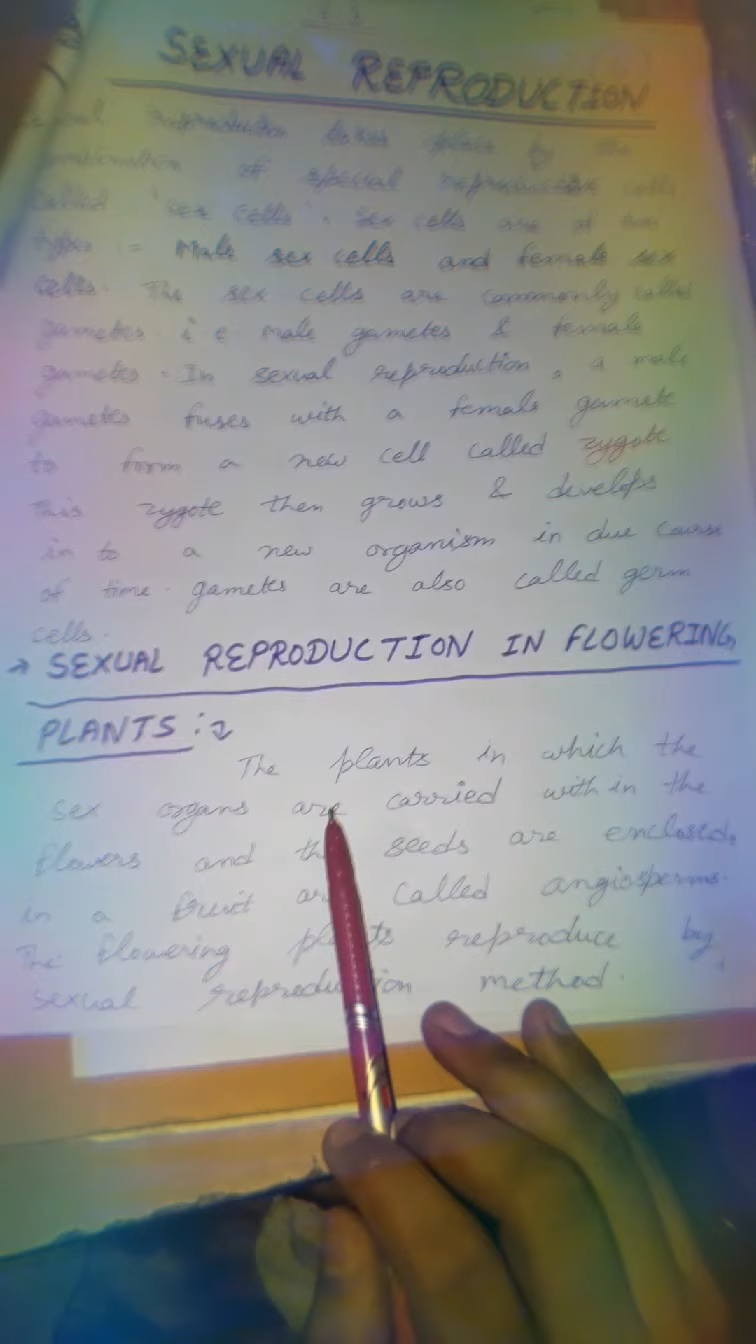 SEXUAL REPRODUCTION
reproduction takes place by the
combination of special reproductive cells
called 'sex cells'. Sex cells are of two
types :- Male sex cells and female sex
cells. The sex cells are commonly called
gametes i e male gametes & female
gametes. In sexual reproduction, a male
gametes fuses with a female gamete
to form a new cell called zygote
This zygote then grows & develops
in to a new organism in due course
of time. gametes are also called germ
cells.
→ SEXUAL REPRODUCTION IN FLOWERING
PLANTS :-
The plants in which the
sex organs are carried with in the
flowers and the seeds are enclosed
in a fruit are called angiosperms.
The flowering plants reproduce by
sexual reproduction method.